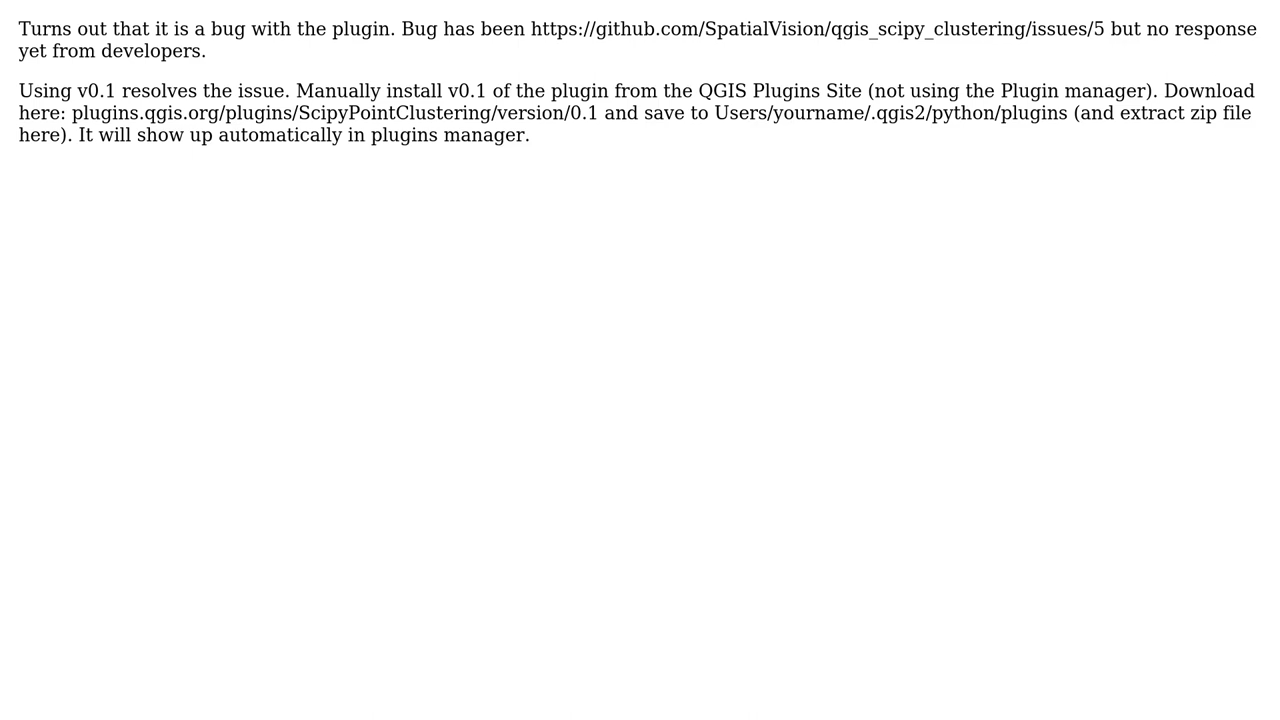 Turns out that it is a bug with the plugin. Bug has been https://github.com/SpatialVision/qgis_scipy_clustering/issues/5 but no response
yet from developers.
Using v0.1 resolves the issue. Manually install v0.1 of the plugin from the QGIS Plugins Site (not using the Plugin manager). Download
here: plugins.qgis.org/plugins/ScipyPointClustering/version/0.1 and save to Users/yourname/.qgis2/python/plugins (and extract zip file
here). It will show up automatically in plugins manager.